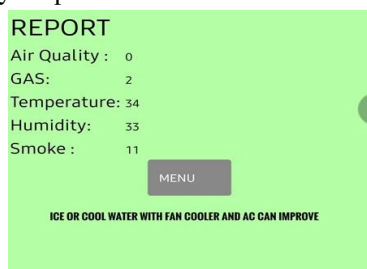 REPORT
Air Quality : 0
GAS: 2
Temperature: 34
Humidity: 33
Smoke : 11
MENU
ICE OR COOL WATER WITH FAN COOLER AND AC CAN IMPROVE